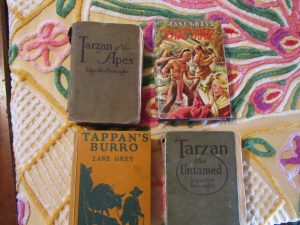 Tarzan of the
Apes
Edgar Rice Burroughs
ZANE GREY'S
TAPPAN'S
BURRO
ZANE GREY
Tarzan
the
Untamed
Edgar Rice
Burroughs